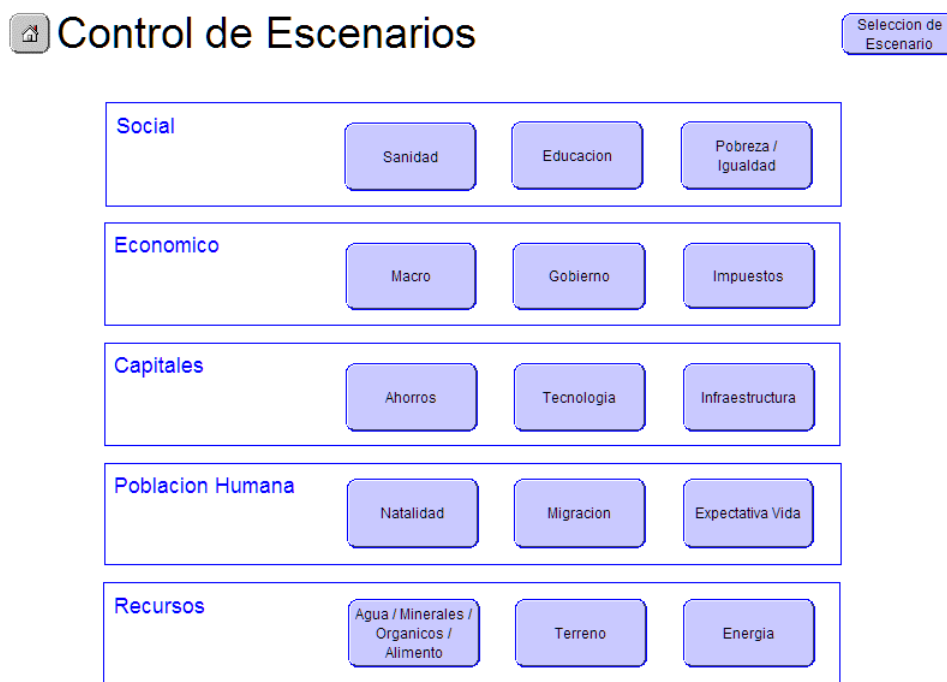 Control de Escenarios
Seleccion de
Escenario
Social
Sanidad
Educacion
Pobreza /
Igualdad
Economico
Macro
Gobierno
Impuestos
Capitales
Ahorros
Tecnologia
Infraestructura
Poblacion Humana
Natalidad
Migracion
Expectativa Vida
Recursos
Agua / Minerales /
Organicos /
Alimento
Terreno
Energia